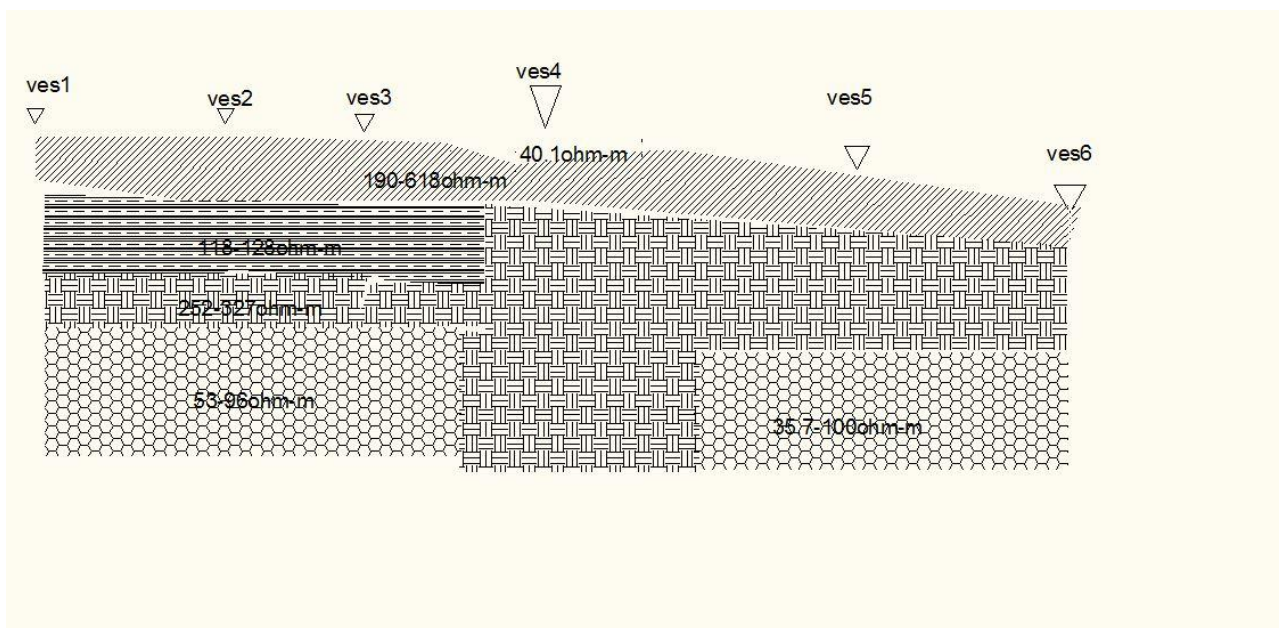 ves1
ves2
ves3
ves4
ves5
ves6
40.1ohm-m
190-618ohm-m
118-128ohm-m
252-327ohm-m
53-96ohm-m
35.7-100ohm-m